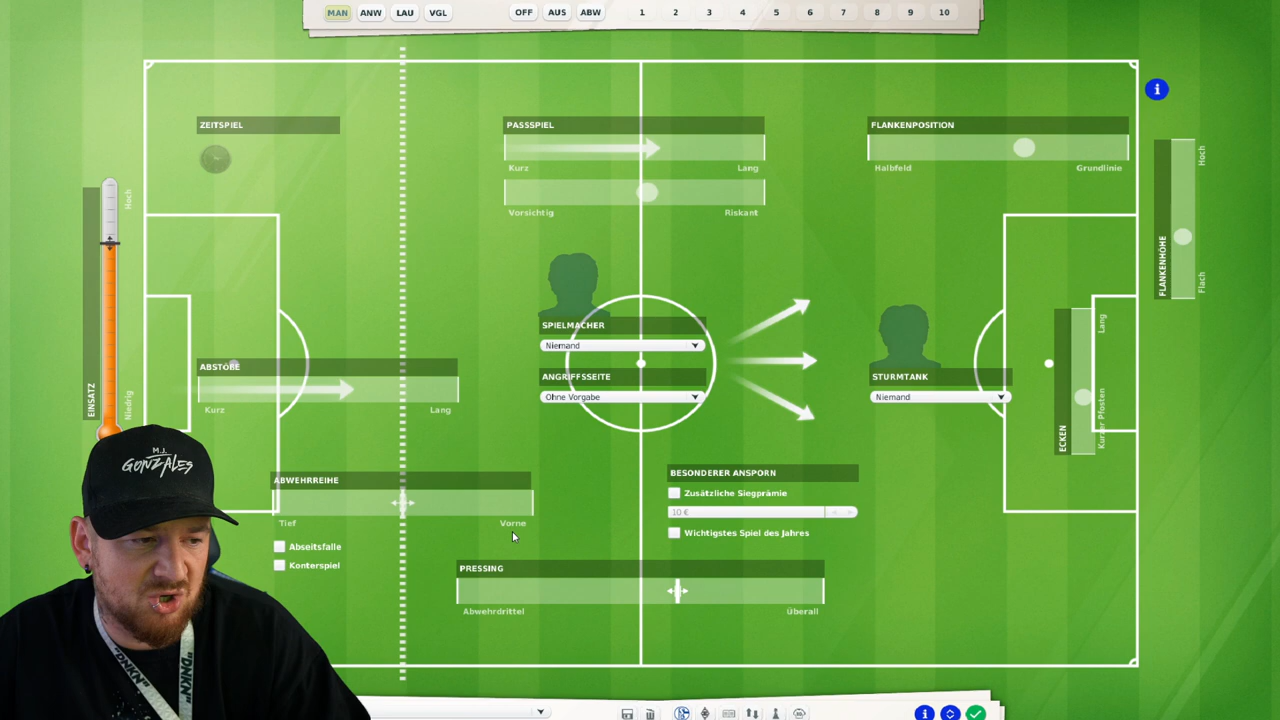 MAN ANW LAU VGL OFF AUS ABW 1 2 3 4 5 6 7 8 9 10
ZEITSPIEL
PASSSPIEL
Kurz Lang
Vorsichtig Riskant
FLANKENPOSITION
Halbfeld Grundlinie
FLANKENHÖHE
Hoch
Flach
EINSATZ
Hoch
Niedrig
SPIELMACHER
Niemand
ANGRIFFSSEITE
Ohne Vorgabe
STURMTANK
Niemand
ECKEN
Lang
Kurzer Pfosten
ABSTÖßE
Kurz Lang
ABWEHRREIHE
Tief Vorne
Abseitsfalle
Konterspiel
BESONDERER ANSPORN
Zusätzliche Siegprämie
10 €
Wichtigstes Spiel des Jahres
PRESSING
Abwehrdrittel Überall
M.J.
GONZALES
"DNKN"
"DNKN"